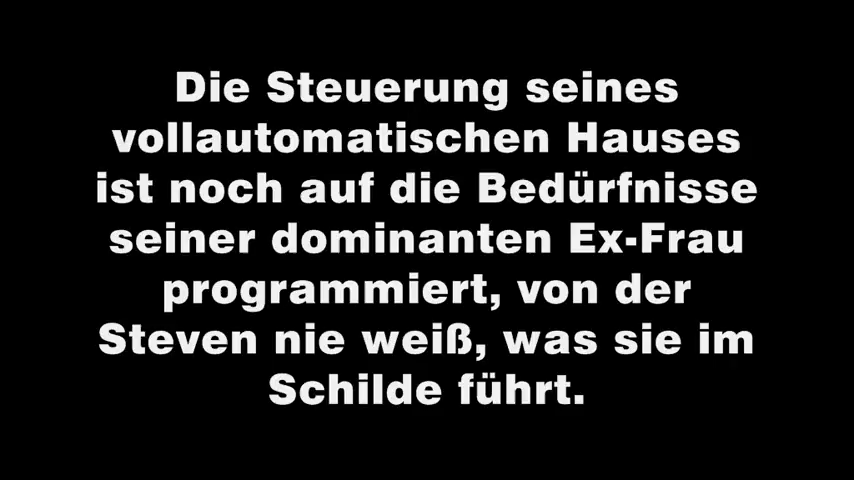 Die Steuerung seines
vollautomatischen Hauses
ist noch auf die Bedürfnisse
seiner dominanten Ex-Frau
programmiert, von der
Steven nie weiß, was sie im
Schilde führt.